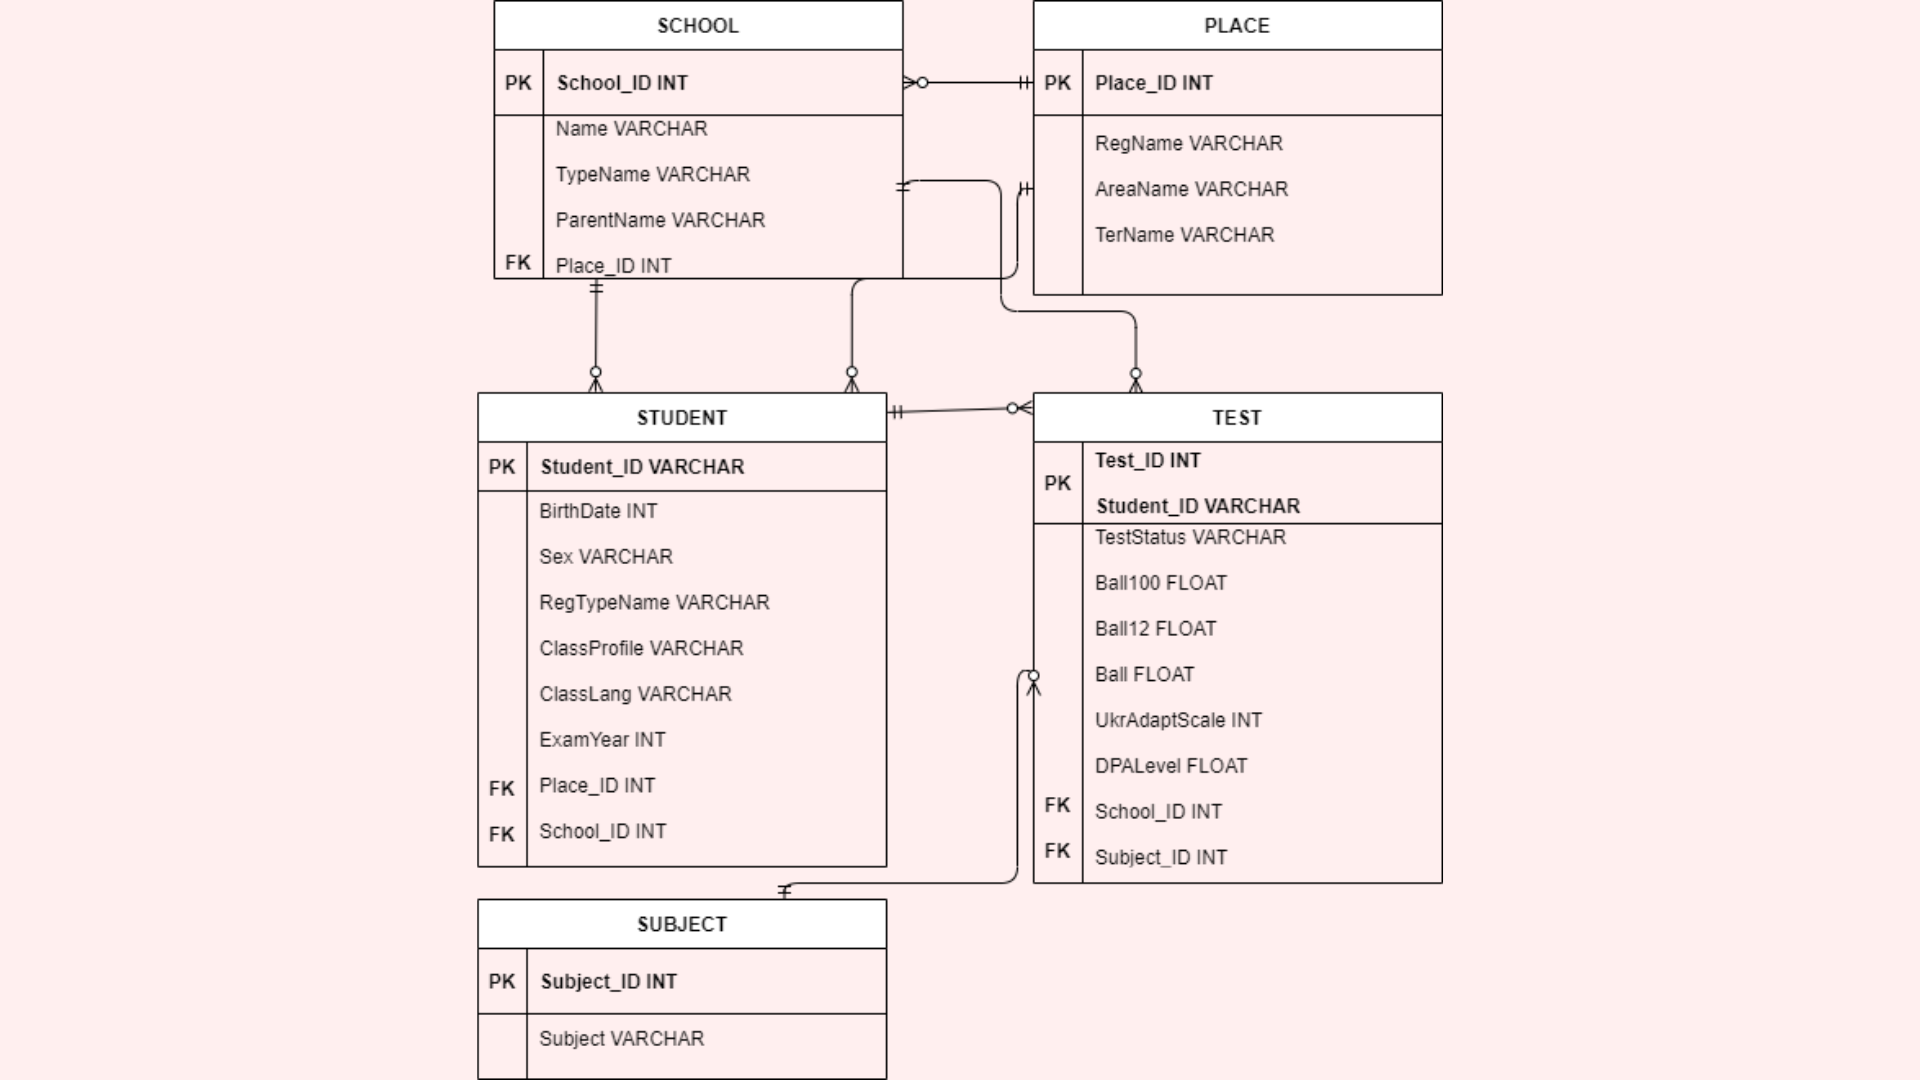 SCHOOL
PK School_ID INT
Name VARCHAR
TypeName VARCHAR
ParentName VARCHAR
FK Place_ID INT
PLACE
PK Place_ID INT
RegName VARCHAR
AreaName VARCHAR
TerName VARCHAR
STUDENT
PK Student_ID VARCHAR
BirthDate INT
Sex VARCHAR
RegTypeName VARCHAR
ClassProfile VARCHAR
ClassLang VARCHAR
ExamYear INT
FK Place_ID INT
FK School_ID INT
TEST
Test_ID INT
PK
Student_ID VARCHAR
TestStatus VARCHAR
Ball100 FLOAT
Ball12 FLOAT
Ball FLOAT
UkrAdaptScale INT
DPALevel FLOAT
FK School_ID INT
FK Subject_ID INT
SUBJECT
PK Subject_ID INT
Subject VARCHAR